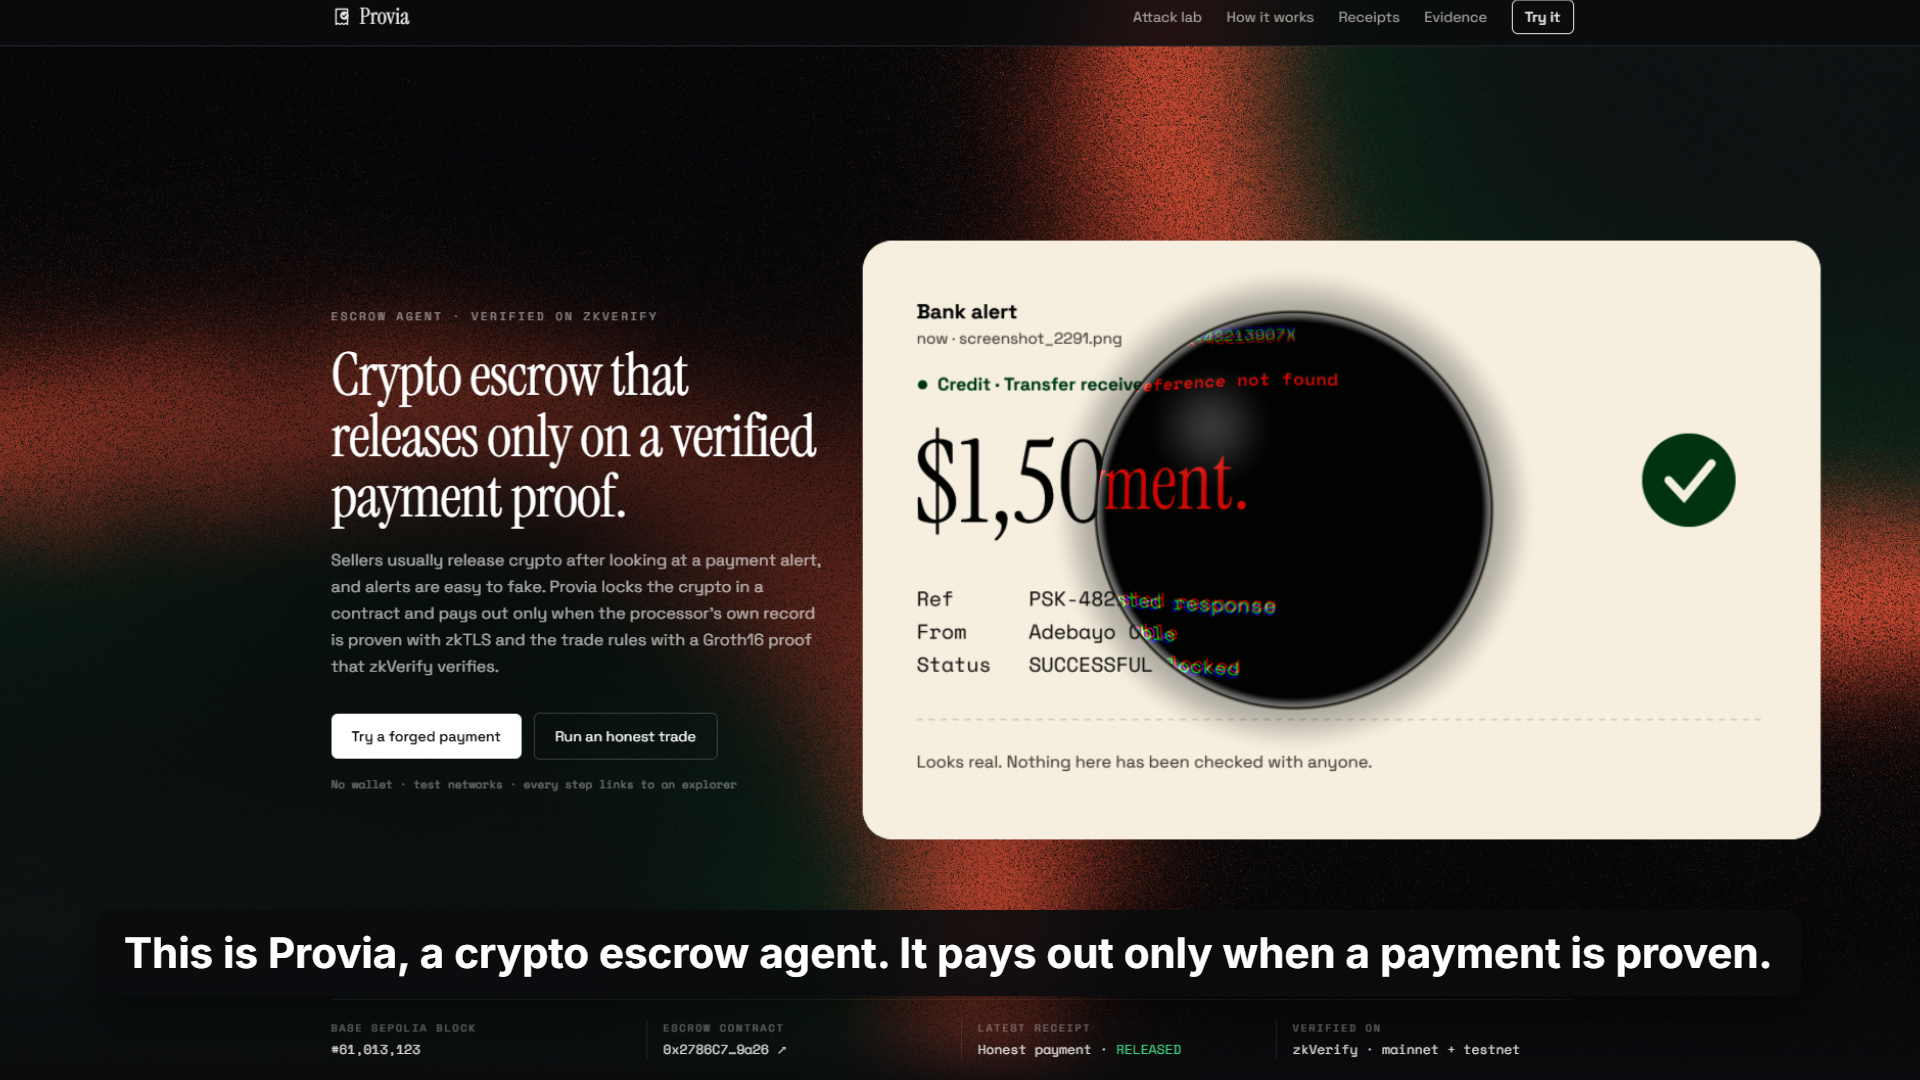 Provia
Attack lab
How it works
Receipts
Evidence
Try it
ESCROW AGENT · VERIFIED ON ZKVERIFY
Crypto escrow that
releases only on a verified
payment proof.
Sellers usually release crypto after looking at a payment alert,
and alerts are easy to fake. Provia locks the crypto in a
contract and pays out only when the processor's own record
is proven with zkTLS and the trade rules with a Groth16 proof
that zkVerify verifies.
Try a forged payment
Run an honest trade
No wallet · test networks · every step links to an explorer
Bank alert
now · screenshot_2291.png
Credit · Transfer receive
not found
$1,50
ment.
Ref PSK-482
response
From Adebayo
Status SUCCESSFUL
locked
Looks real. Nothing here has been checked with anyone.
This is Provia, a crypto escrow agent. It pays out only when a payment is proven.
BASE SEPOLIA BLOCK
#61,013,123
ESCROW CONTRACT
0x2786C7…9a26 ↗
LATEST RECEIPT
Honest payment · RELEASED
VERIFIED ON
zkVerify · mainnet + testnet